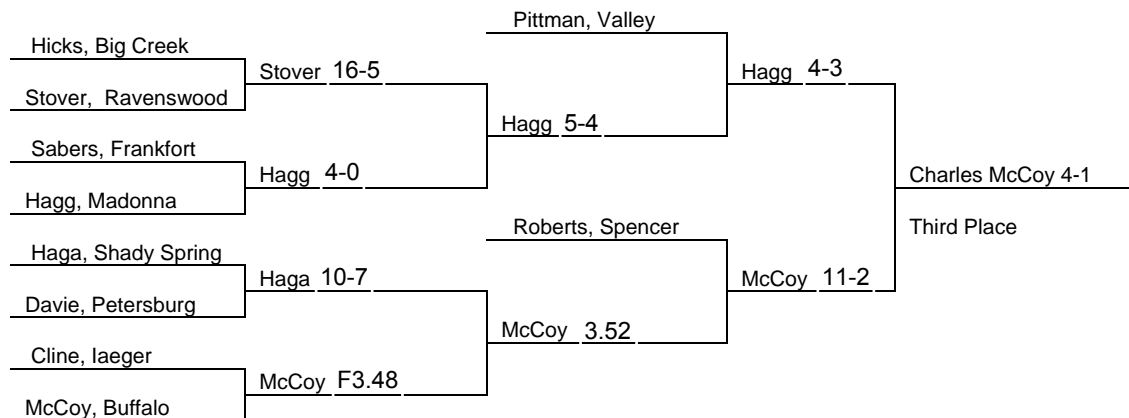 Pittman, Valley
Hicks, Big Creek
Stover 16-5
Hagg 4-3
Stover, Ravenswood
Hagg 5-4
Sabers, Frankfort
Hagg 4-0
Charles McCoy 4-1
Hagg, Madonna
Roberts, Spencer
Third Place
Haga, Shady Spring
Haga 10-7
McCoy 11-2
Davie, Petersburg
McCoy 3.52
Cline, Iaeger
McCoy F3.48
McCoy, Buffalo